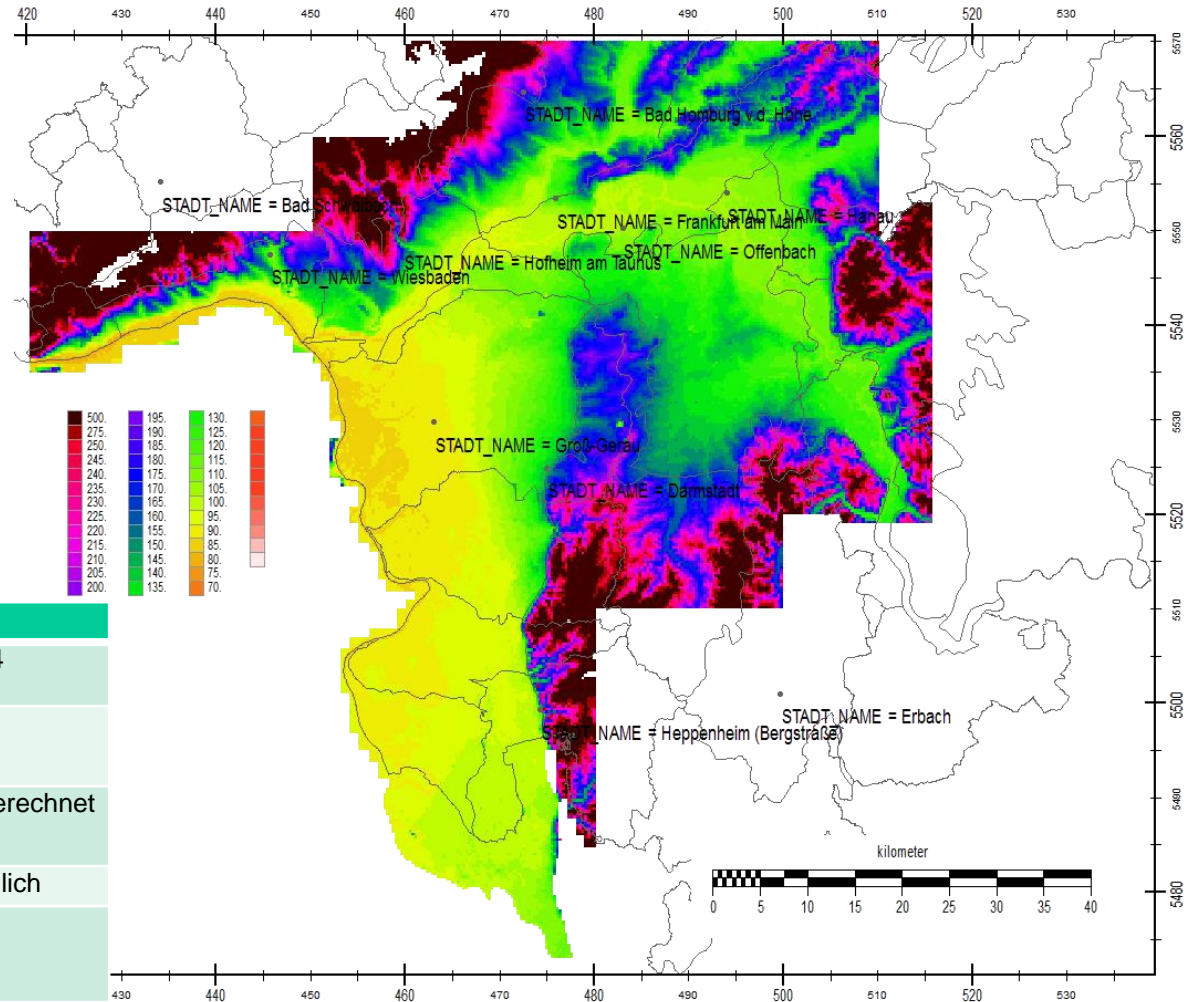 420 430 440 450 460 470 480 490 500 510 520 530
5570
5560
5550
5540
5530
5520
5510
5500
5490
5480
STADT_NAME = Bad Homburg v.d. Höhe
STADT_NAME = Bad Schwalbach
STADT_NAME = Frankfurt am Main
STADT_NAME = Hanau
STADT_NAME = Offenbach
STADT_NAME = Hofheim am Taunus
STADT_NAME = Wiesbaden
STADT_NAME = Groß-Gerau
STADT_NAME = Darmstadt
STADT_NAME = Erbach
STADT_NAME = Heppenheim (Bergstraße)
500. 195. 130.
275. 190. 125.
250. 185. 120.
245. 180. 115.
240. 175. 110.
235. 170. 105.
230. 165. 100.
225. 160. 95.
220. 155. 90.
215. 150. 85.
210. 145. 80.
205. 140. 75.
200. 135. 70.
4
erechnet
lich
kilometer
0 5 10 15 20 25 30 35 40
430 440 450 460 470 480 490 500 510 520 530